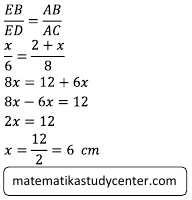 EB/ED = AB/AC
x/6 = (2 + x)/8
8x = 12 + 6x
8x − 6x = 12
2x = 12
x = 12/2 = 6 cm
matematikastudycenter.com